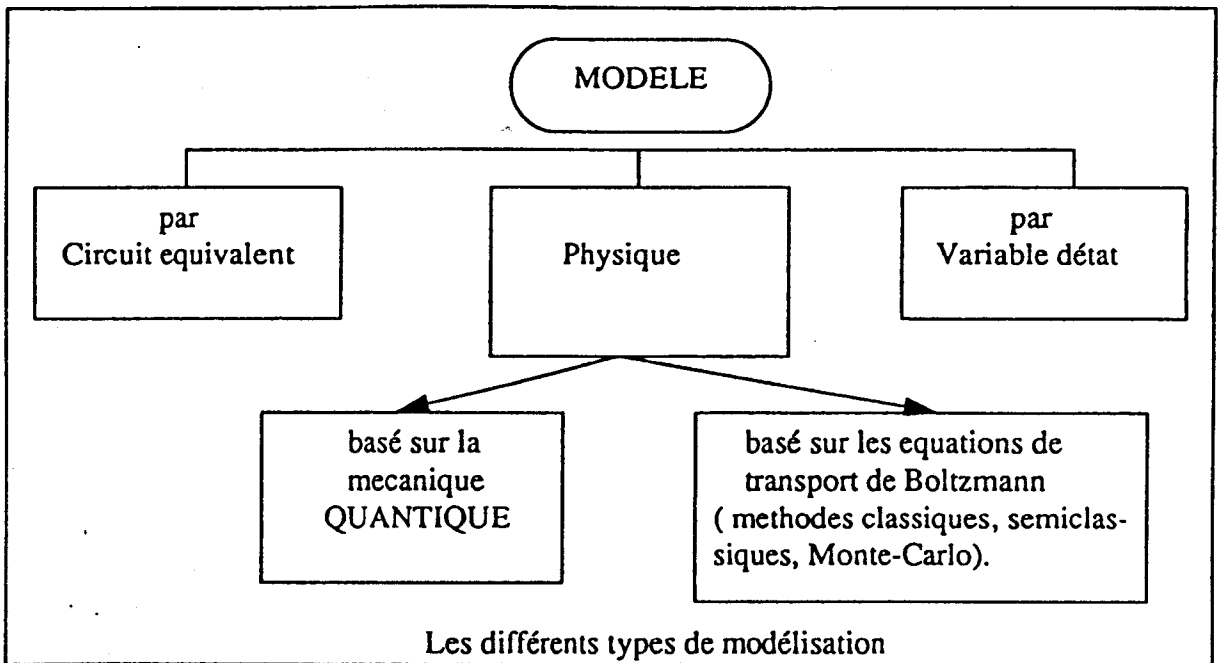 MODELE
par
Circuit equivalent
Physique
par
Variable détat
basé sur la
mecanique
QUANTIQUE
basé sur les equations de
transport de Boltzmann
( methodes classiques, semiclas-
siques, Monte-Carlo).
Les différents types de modélisation